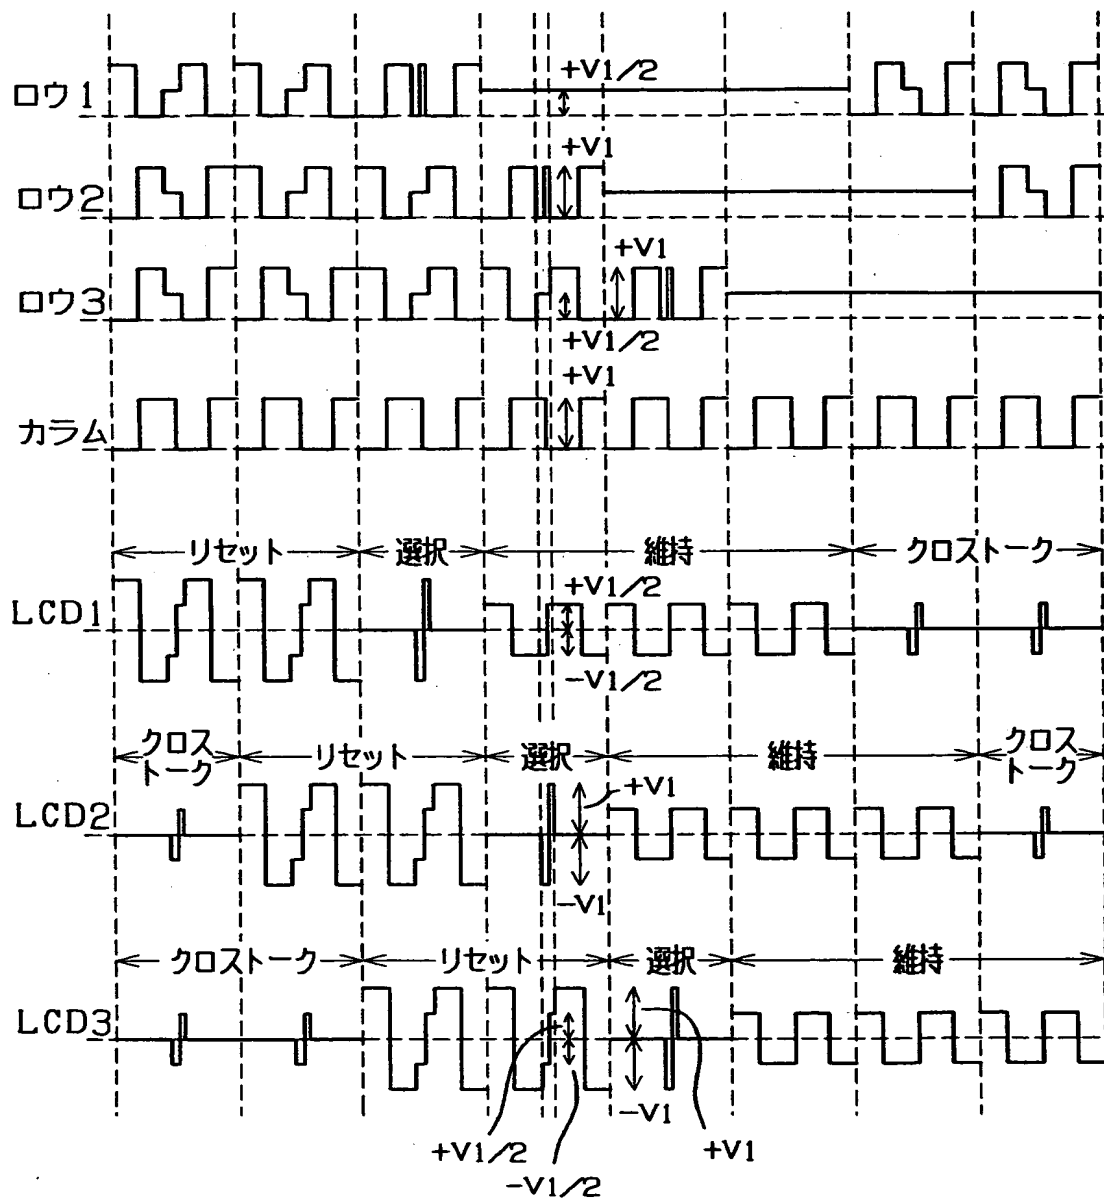 ロウ1
+V1/2
+V1
ロウ2
+V1
ロウ3
+V1/2
+V1
カラム
リセット
選択
維持
クロストーク
LCD1
+V1/2
-V1/2
クロス
トーク
リセット
選択
維持
クロス
トーク
LCD2
+V1
-V1
クロストーク
リセット
選択
維持
LCD3
-V1
+V1/2
+V1
-V1/2